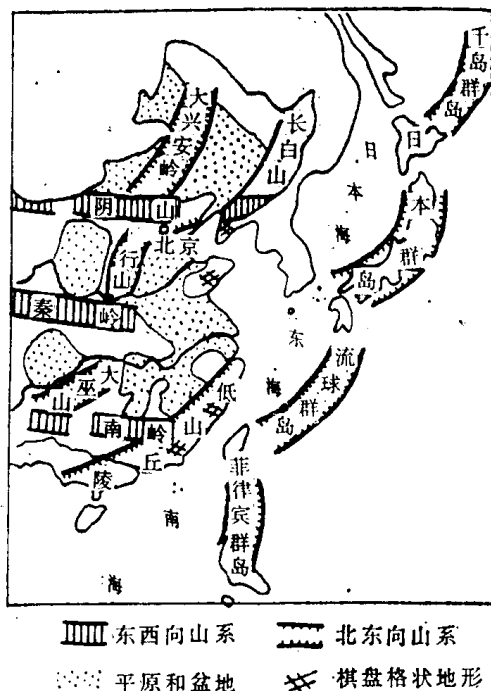 千岛群岛
大兴安岭
长白山
日本海
日本群岛
阴山
北京
行山
秦岭
大巫山
东海
流球群岛
南岭
低山丘陵
菲律宾群岛
南海
东西向山系
北东向山系
平原和盆地
棋盘格状地形